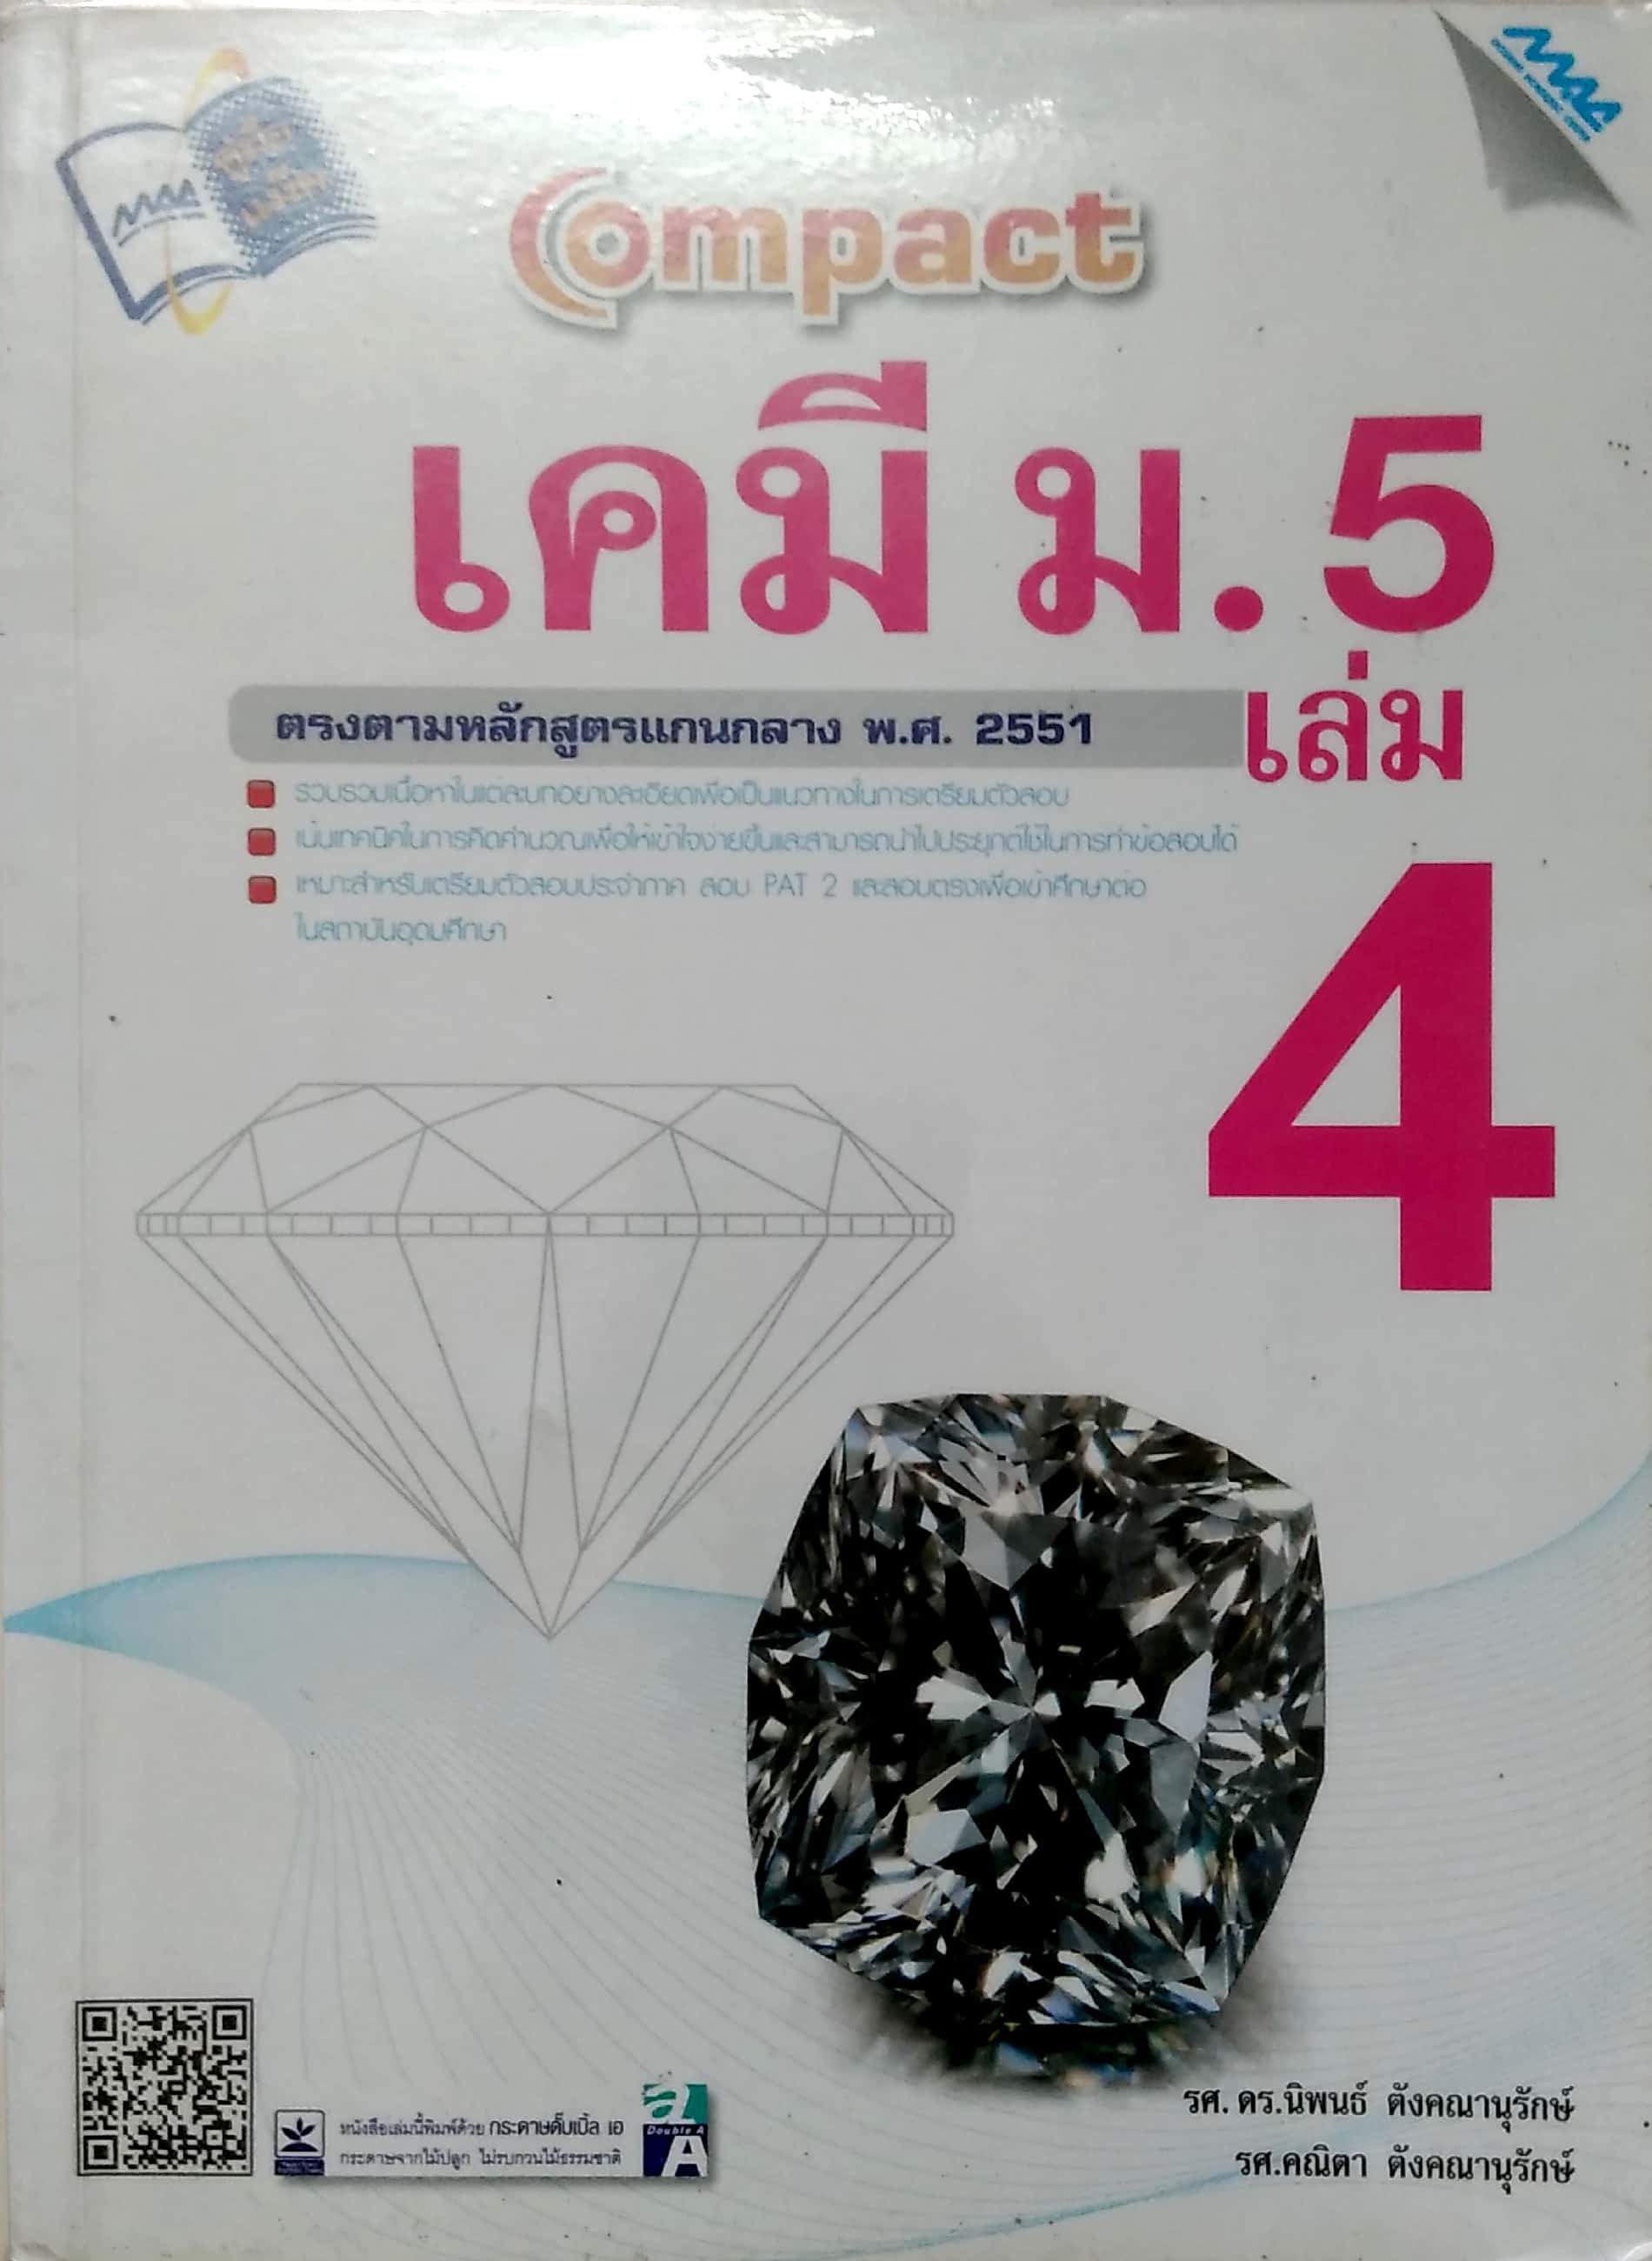 MAC
MAC
Compact
เคมี ม. 5
เล่ม
4
ตรงตามหลักสูตรแกนกลาง พ.ศ. 2551
รวบรวมเนื้อหาในแต่ละบทอย่างละเอียดเพื่อเป็นแนวทางในการเตรียมตัวสอบ
เน้นเทคนิคในการคิดคำนวณเพื่อให้เข้าใจง่ายขึ้นและสามารถนำไปประยุกต์ใช้ในการทำข้อสอบได้
เหมาะสำหรับเตรียมตัวสอบประจำภาค สอบ PAT 2 และสอบตรงเพื่อเข้าศึกษาต่อ
ในสถาบันอุดมศึกษา
รศ. ดร.นิพนธ์ ตังคณานุรักษ์
รศ.คณิตา ตังคณานุรักษ์
หนังสือเล่มนี้พิมพ์ด้วย กระดาษดั๊บเบิ้ล เอ
กระดาษจากไม้ปลูก ไม่รบกวนไม้ธรรมชาติ
a
Double A
A